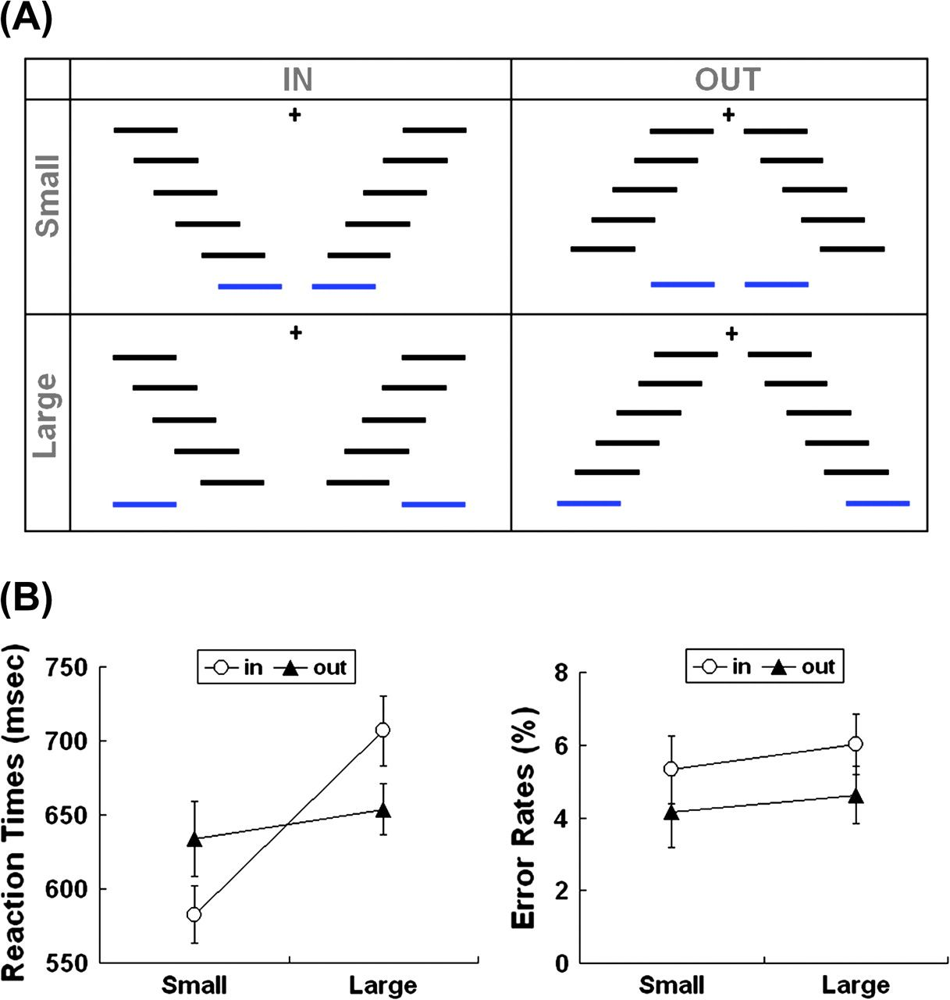 (A)
IN OUT
+ +
Small
+ +
Large
(B)
in out
in out
Reaction Times (msec)
750
700
650
600
550
Small Large
Error Rates (%)
8
6
4
2
0
Small Large